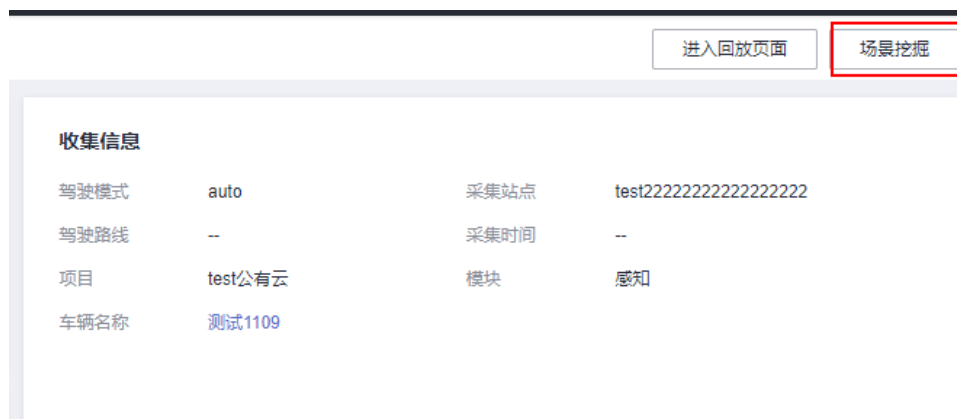 进入回放页面 场景挖掘
收集信息
驾驶模式 auto 采集站点 test22222222222222222
驾驶路线 -- 采集时间 --
项目 test公有云 模块 感知
车辆名称 测试1109